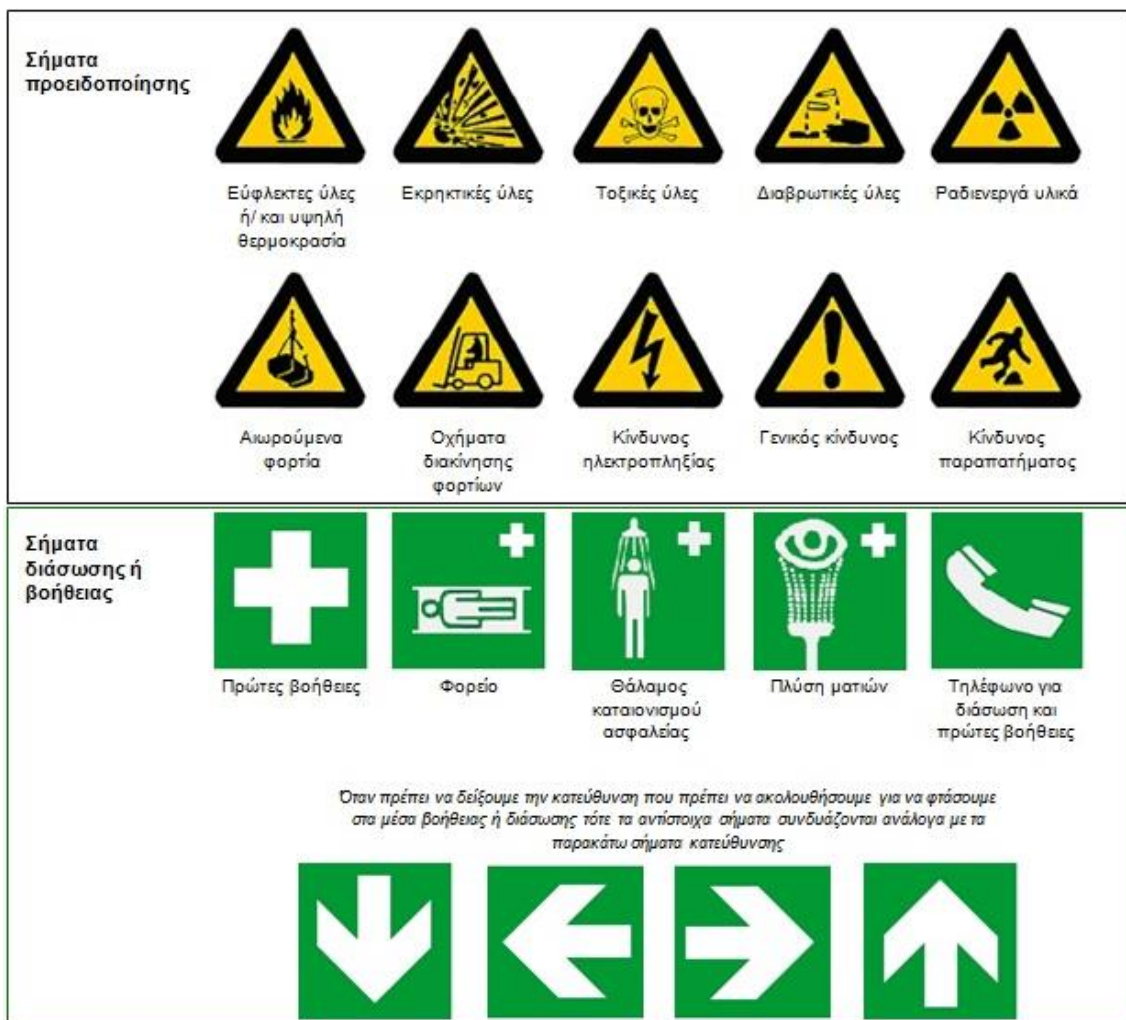 Σήματα
προειδοποίησης
Εύφλεκτες ύλες
ή/ και υψηλή
θερμοκρασία
Εκρηκτικές ύλες
Τοξικές ύλες
Διαβρωτικές ύλες
Ραδιενεργά υλικά
Αιωρούμενα
φορτία
Οχήματα
διακίνησης
φορτίων
Κίνδυνος
ηλεκτροπληξίας
Γενικός κίνδυνος
Κίνδυνος
παραπατήματος
Σήματα
διάσωσης ή
βοήθειας
Πρώτες βοήθειες
Φορείο
Θάλαμος
καταιονισμού
ασφαλείας
Πλύση ματιών
Τηλέφωνο για
διάσωση και
πρώτες βοήθειες
Όταν πρέπει να δείξουμε την κατεύθυνση που πρέπει να ακολουθήσουμε για να φτάσουμε
στα μέσα βοήθειας ή διάσωσης τότε τα αντίστοιχα σήματα συνδυάζονται ανάλογα με τα
παρακάτω σήματα κατεύθυνσης